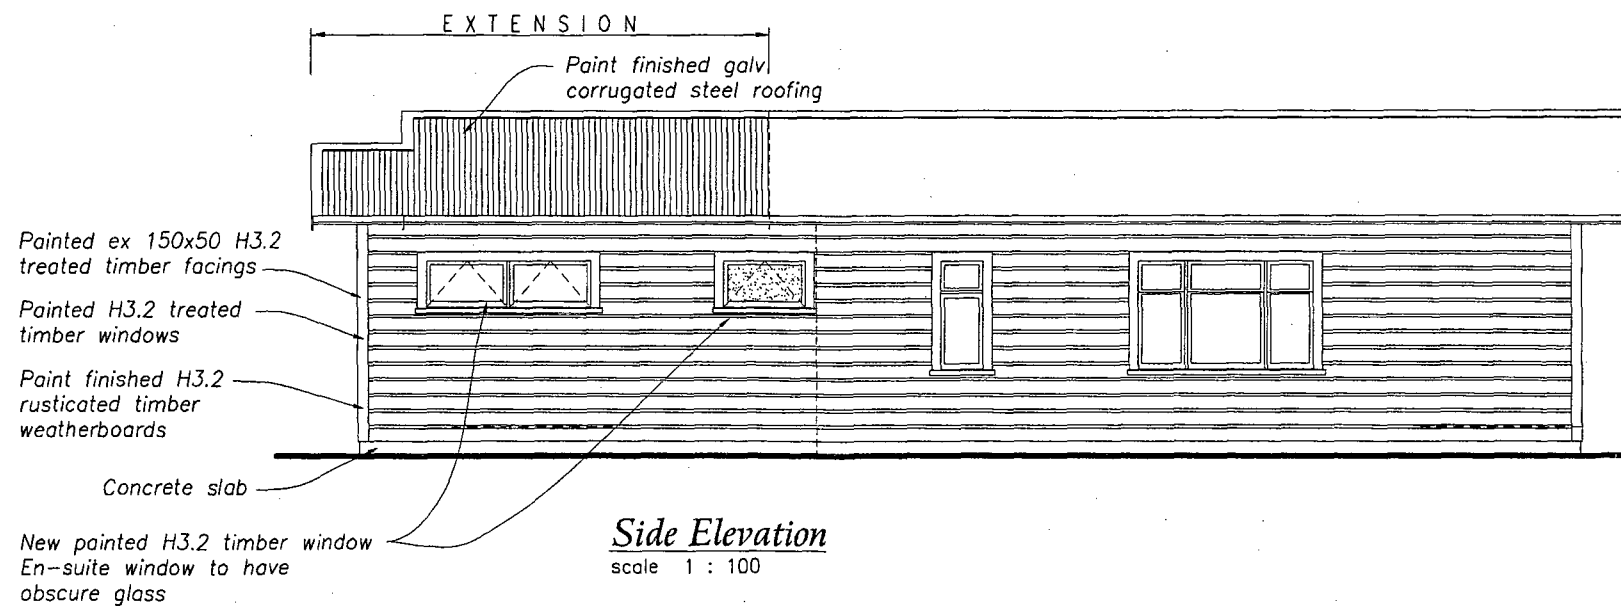 EXTENSION
Paint finished galv
corrugated steel roofing
Painted ex 150x50 H3.2
treated timber facings
Painted H3.2 treated
timber windows
Paint finished H3.2
rusticated timber
weatherboards
Concrete slab
New painted H3.2 timber window
En-suite window to have
obscure glass
Side Elevation
scale 1 : 100